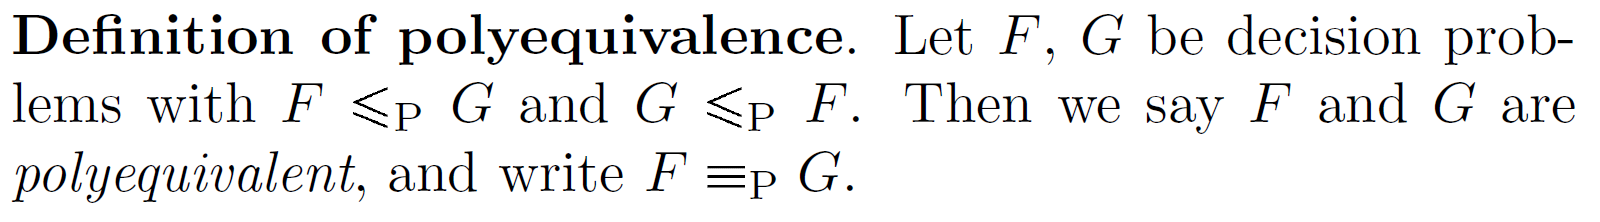 Definition of polyequivalence. Let F, G be decision prob-
lems with F ⩽P G and G ⩽P F. Then we say F and G are
polyequivalent, and write F ≡P G.